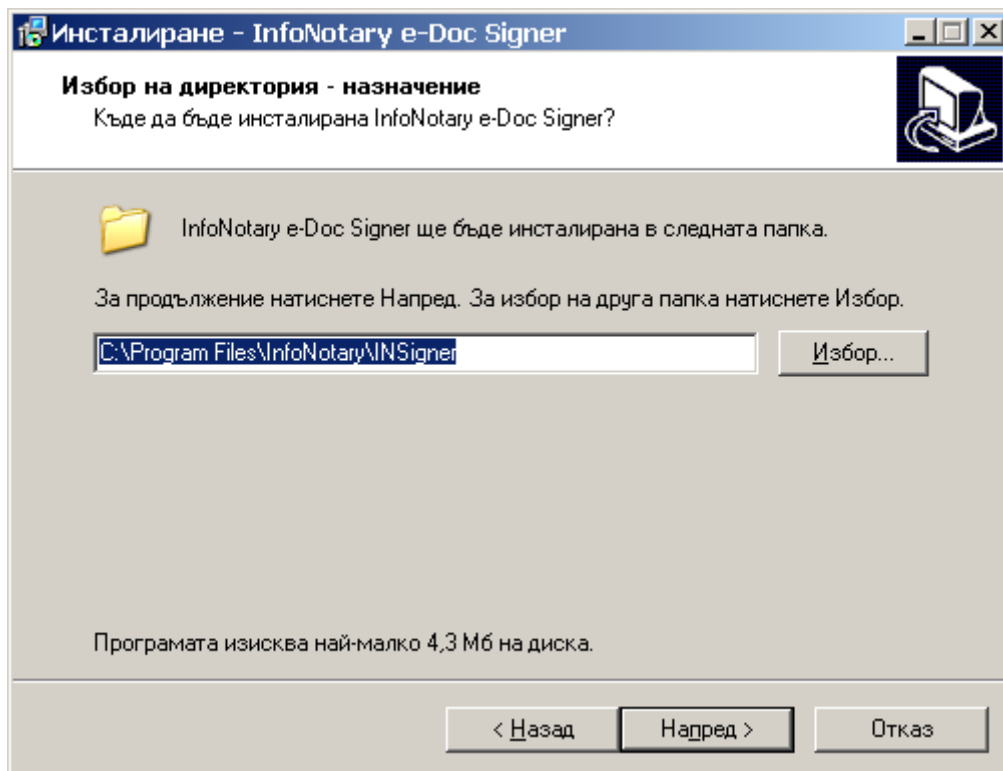 Инсталиране - InfoNotary e-Doc Signer
Избор на директория - назначение
Къде да бъде инсталирана InfoNotary e-Doc Signer?
InfoNotary e-Doc Signer ще бъде инсталирана в следната папка.
За продължение натиснете Напред. За избор на друга папка натиснете Избор.
C:\Program Files\InfoNotary\INSigner
Избор...
Програмата изисква най-малко 4,3 Мб на диска.
< Назад
Напред >
Отказ